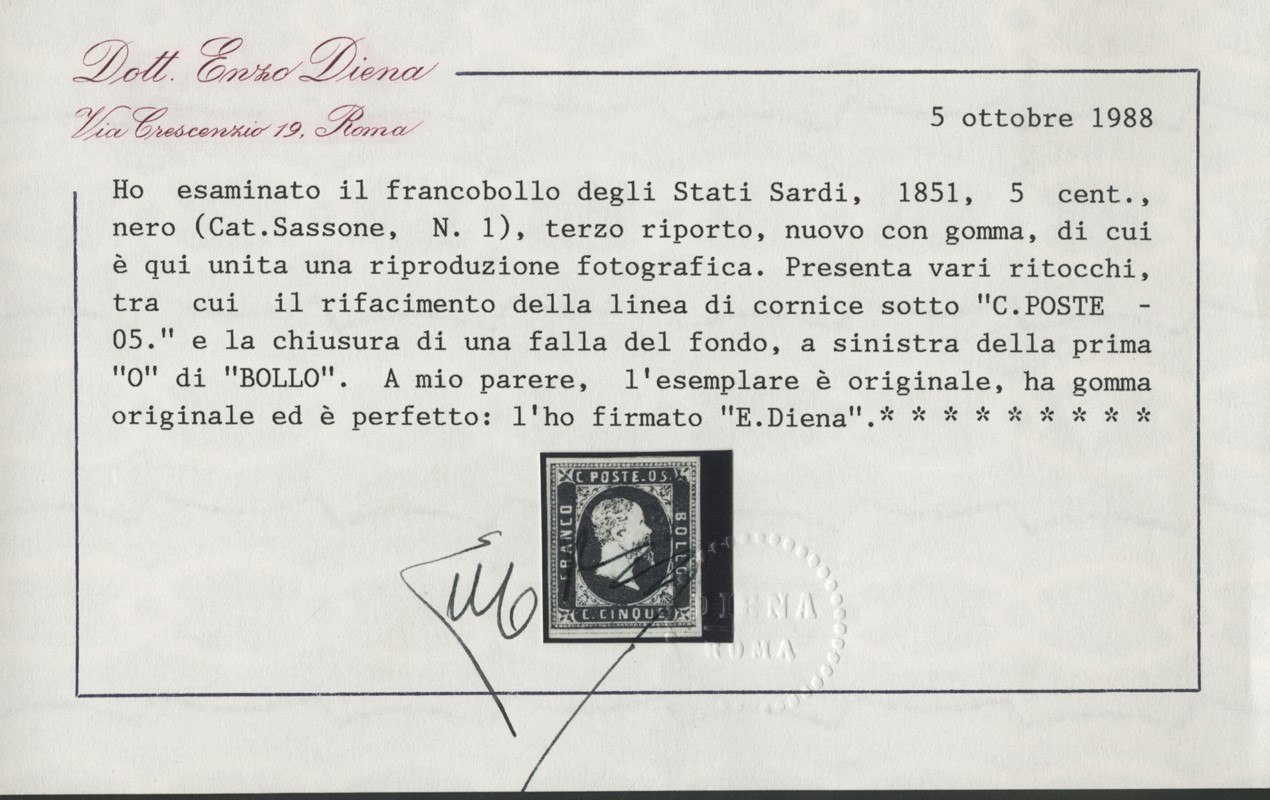 Dott. Enzo Diena
Via Crescenzio 19, Roma
5 ottobre 1988
Ho esaminato il francobollo degli Stati Sardi, 1851, 5 cent.,
nero (Cat.Sassone, N. 1), terzo riporto, nuovo con gomma, di cui
è qui unita una riproduzione fotografica. Presenta vari ritocchi,
tra cui il rifacimento della linea di cornice sotto "C.POSTE -
05." e la chiusura di una falla del fondo, a sinistra della prima
"O" di "BOLLO". A mio parere, l'esemplare è originale, ha gomma
originale ed è perfetto: l'ho firmato "E.Diena".* * * * * * * * *
C.POSTE.05.
FRANCO
BOLLO
C.CINQUE
DIENA
ROMA